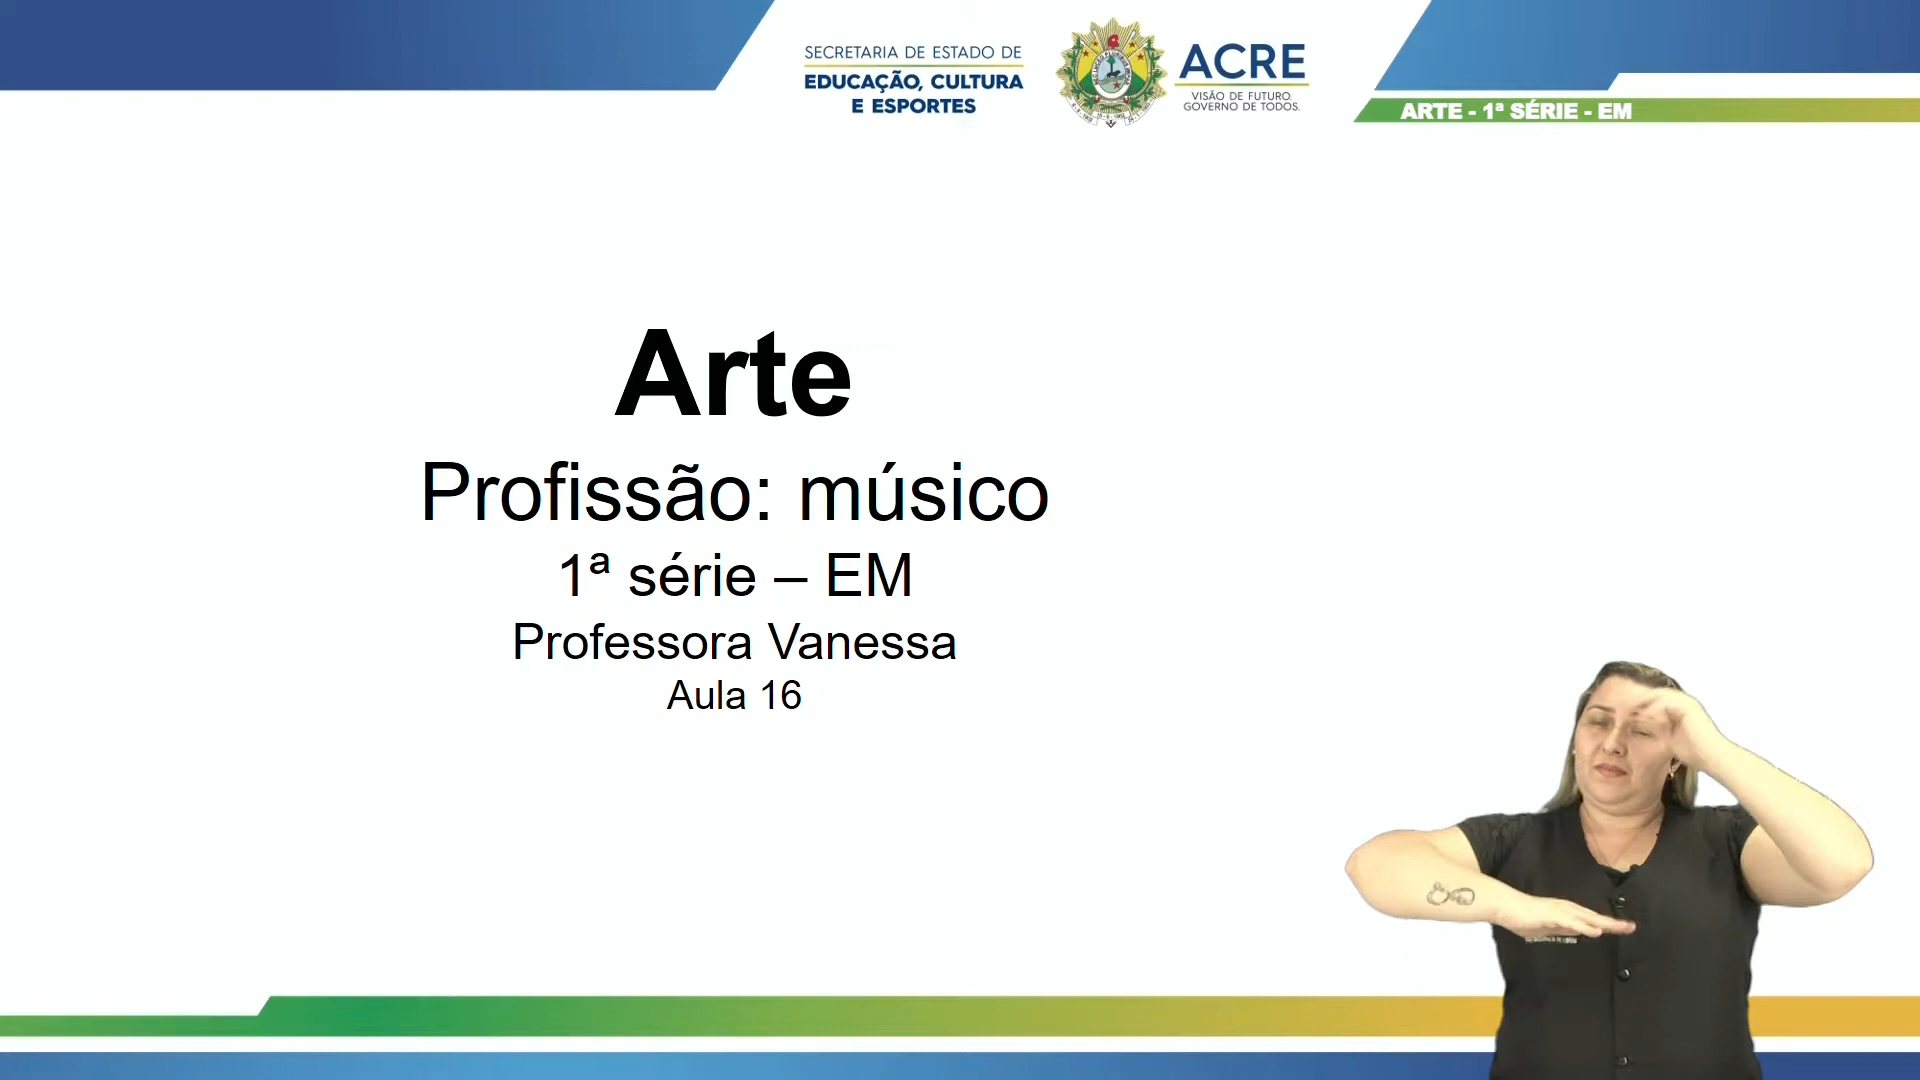 SECRETARIA DE ESTADO DE
EDUCAÇÃO, CULTURA
E ESPORTES
ACRE
VISÃO DE FUTURO.
GOVERNO DE TODOS.
ARTE - 1ª SÉRIE - EM
Arte
Profissão: músico
1ª série – EM
Professora Vanessa
Aula 16